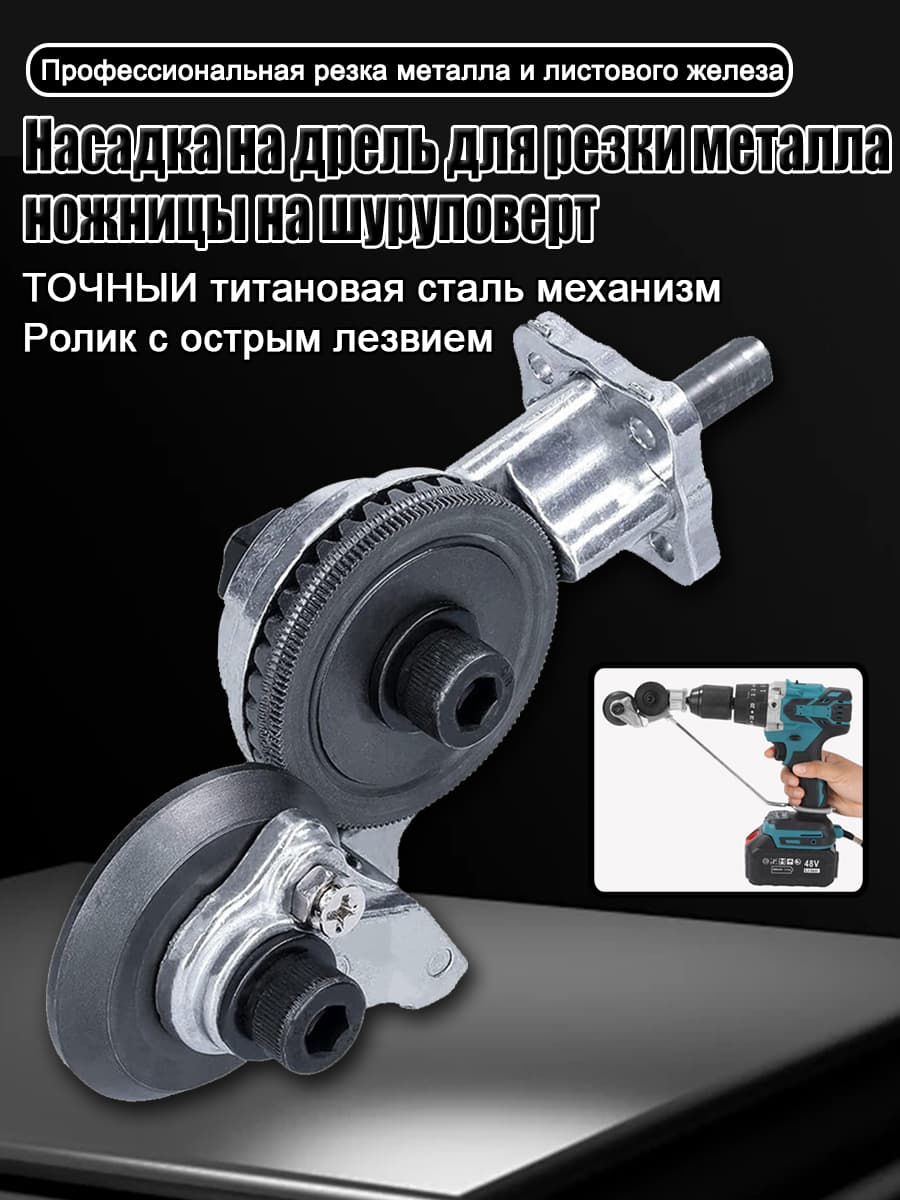 Профессиональная резка металла и листового железа
Насадка на дрель для резки металла
ножницы на шуруповерт
ТОЧНЫЙ титановая сталь механизм
Ролик с острым лезвием
48V